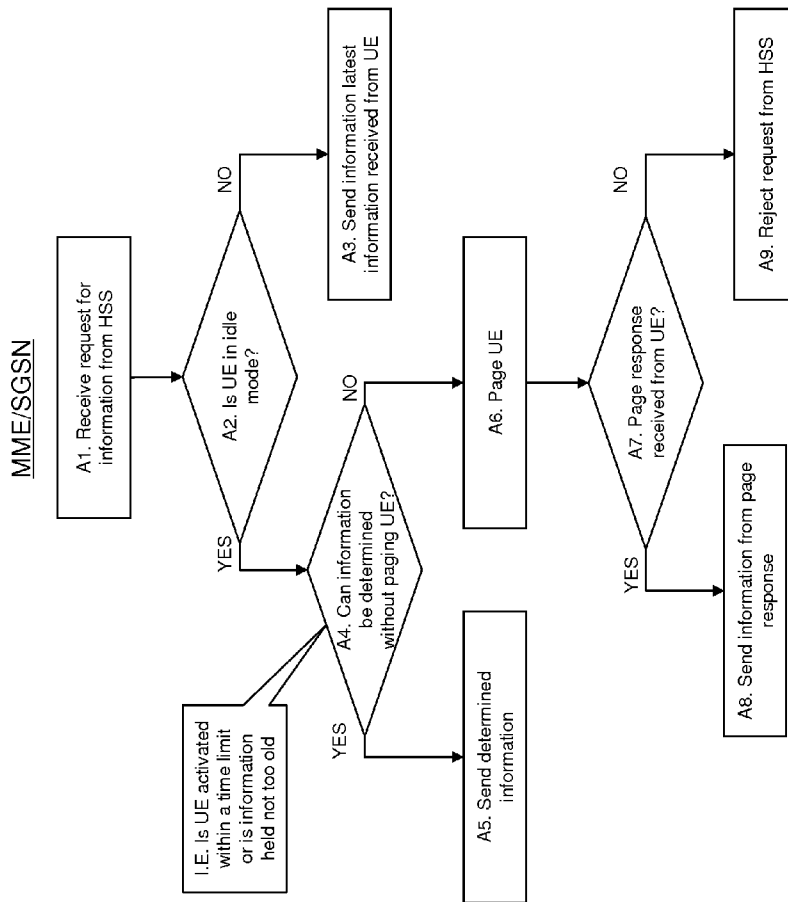 MME/SGSN
A1. Receive request for
information from HSS
A2. Is UE in idle
mode?
YES
NO
A3. Send information latest
information received from UE
I.E. Is UE activated
within a time limit
or is information
held not too old
A4. Can information
be determined
without paging UE?
YES
NO
A5. Send determined
information
A6. Page UE
A7. Page response
received from UE?
YES
NO
A8. Send information from page
response
A9. Reject request from HSS